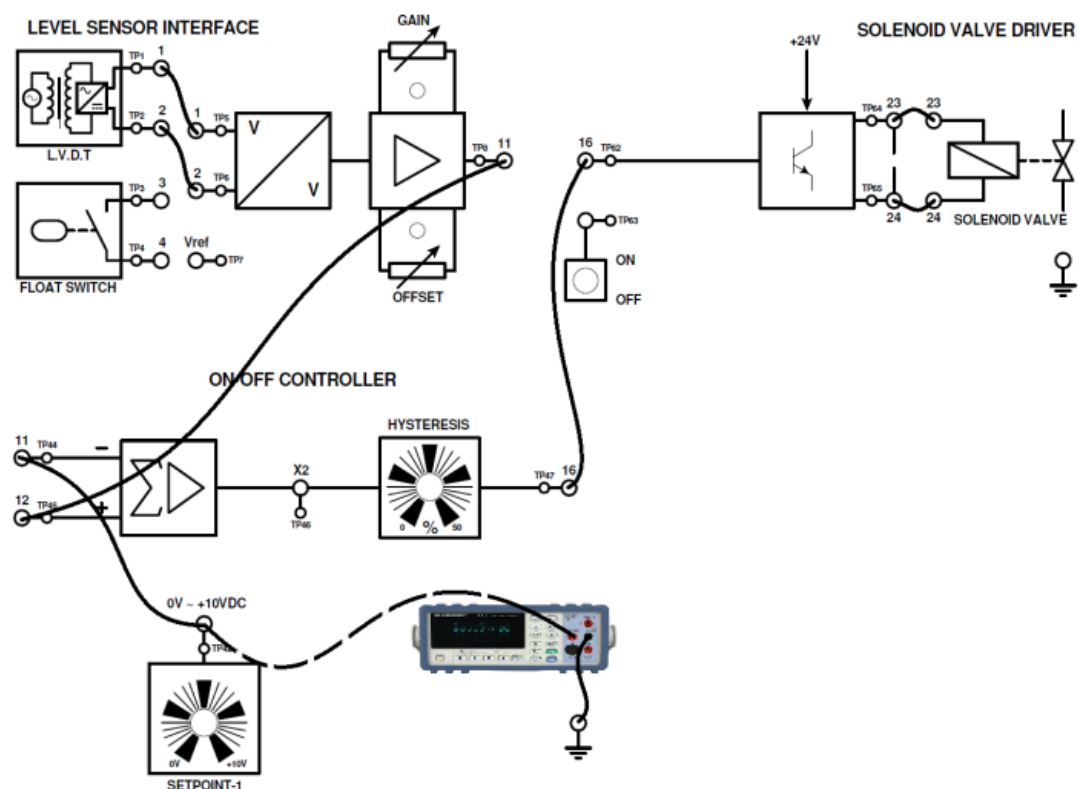 LEVEL SENSOR INTERFACE
GAIN
SOLENOID VALVE DRIVER
+24V
TP1
1
TP2
2
L.V.D.T
1
TP5
2
TP6
V
V
TP8
11
16
TP62
TP64
23
23
TP65
24
24
SOLENOID VALVE
TP3
3
TP4
4
Vref
TP7
FLOAT SWITCH
OFFSET
TP63
ON
OFF
ON-OFF CONTROLLER
HYSTERESIS
11
TP44
−
12
TP45
+
X2
TP46
0
%
50
TP47
16
0V ~ +10VDC
0V
+10V
SETPOINT-1